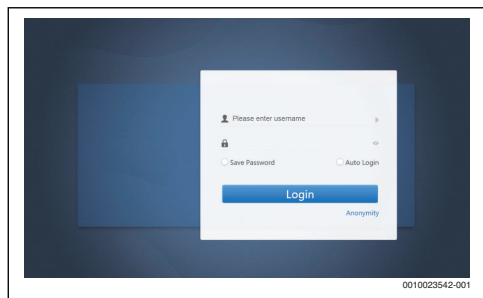 Please enter username
Save Password
Auto Login
Login
Anonymity
0010023542-001